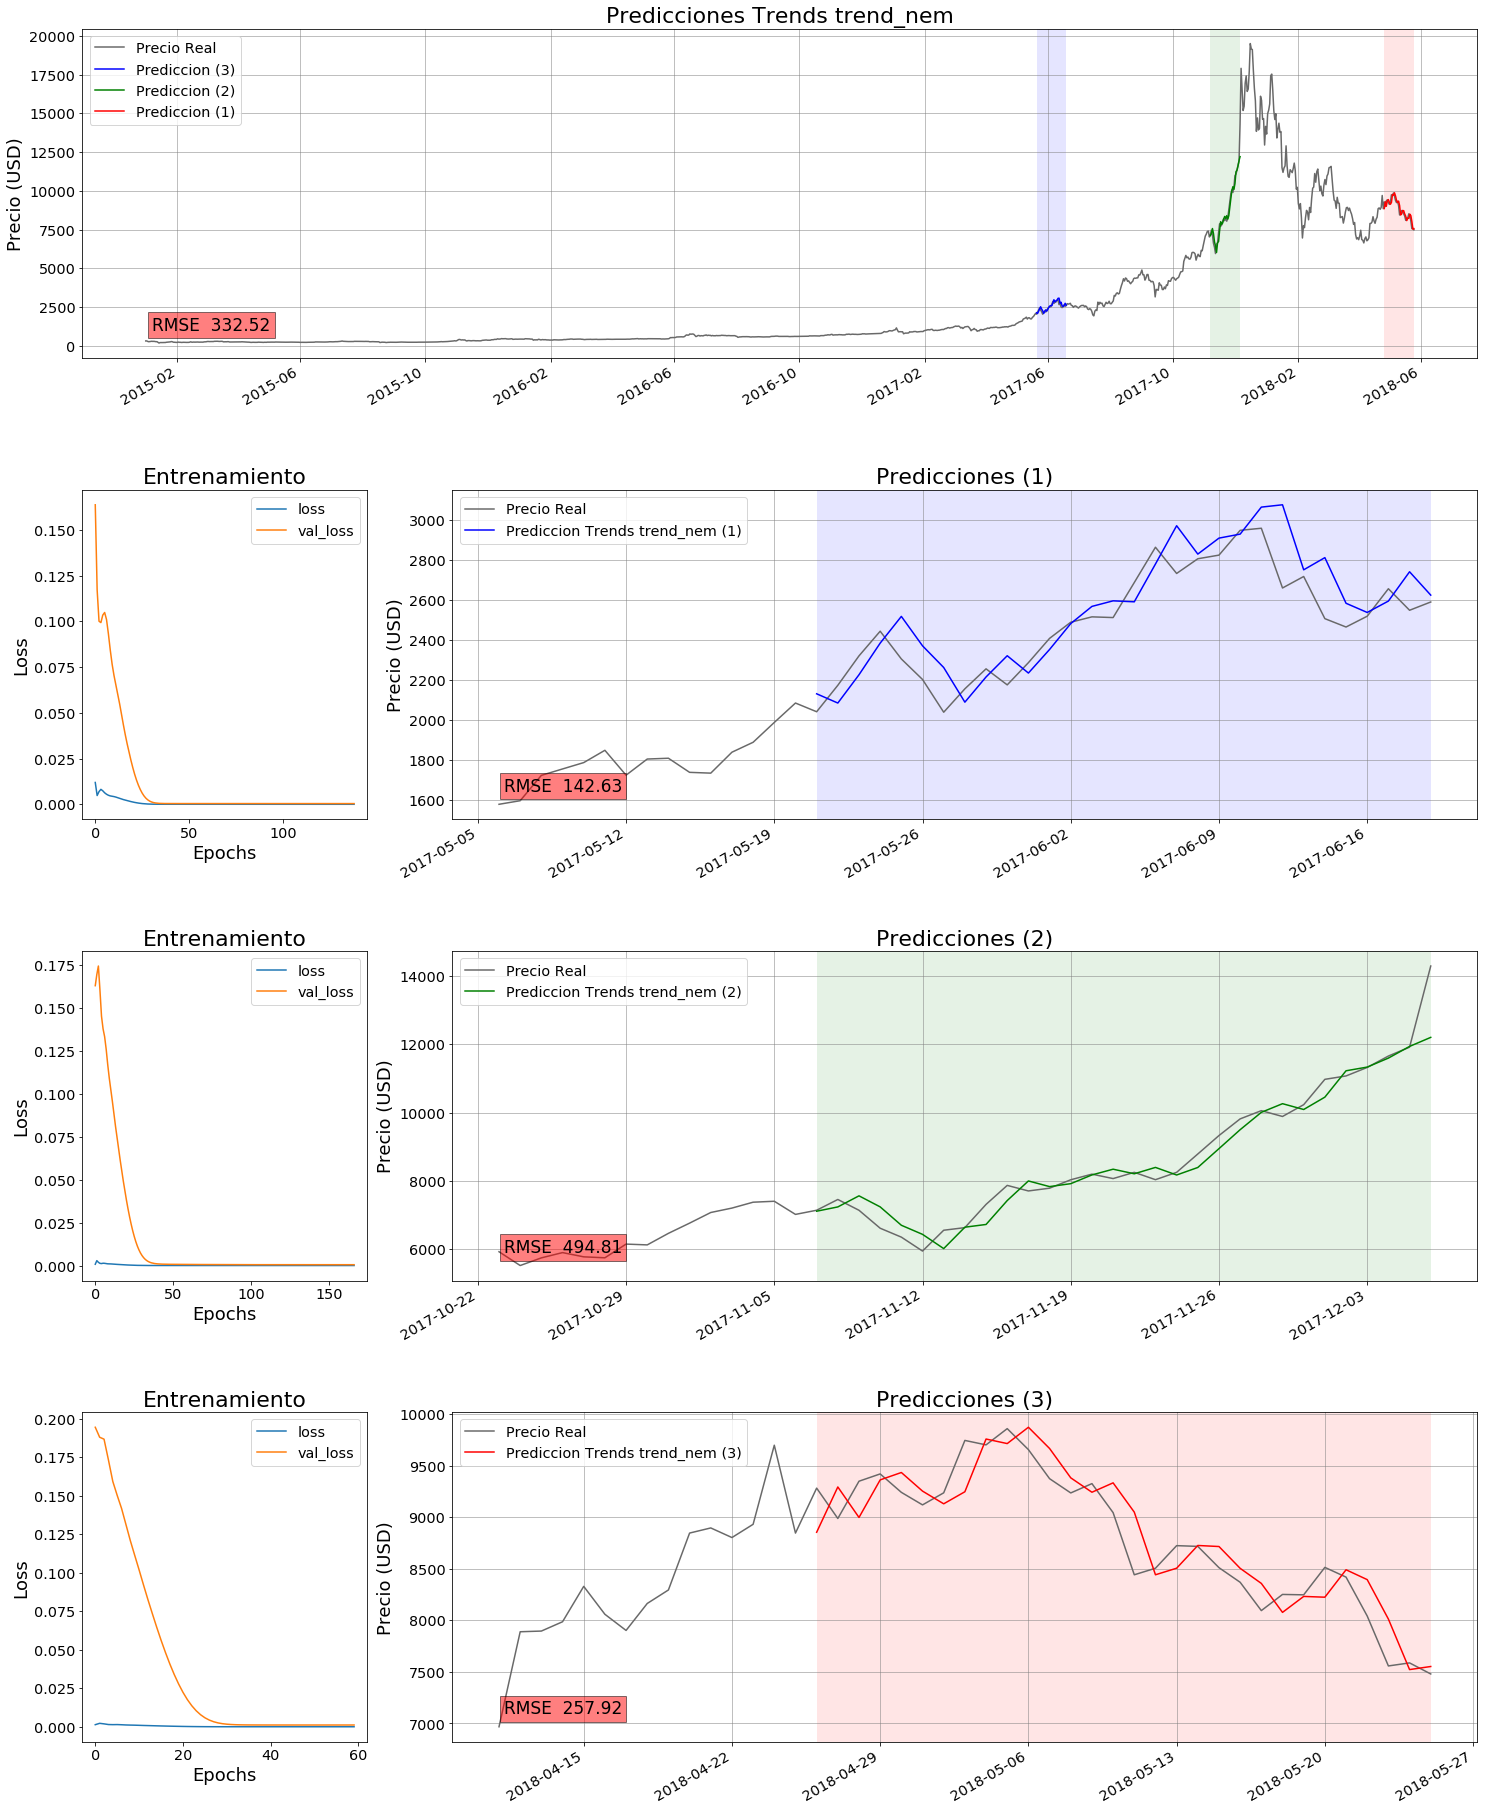 Predicciones Trends trend_nem
Precio Real
Prediccion (3)
Prediccion (2)
Prediccion (1)
Precio (USD)
20000
17500
15000
12500
10000
7500
5000
2500
0
RMSE 332.52
2015-02
2015-06
2015-10
2016-02
2016-06
2016-10
2017-02
2017-06
2017-10
2018-02
2018-06
Entrenamiento
loss
val_loss
Loss
0.150
0.125
0.100
0.075
0.050
0.025
0.000
0
50
100
Epochs
Predicciones (1)
Precio Real
Prediccion Trends trend_nem (1)
Precio (USD)
3000
2800
2600
2400
2200
2000
1800
1600
RMSE 142.63
2017-05-05
2017-05-12
2017-05-19
2017-05-26
2017-06-02
2017-06-09
2017-06-16
Entrenamiento
loss
val_loss
Loss
0.175
0.150
0.125
0.100
0.075
0.050
0.025
0.000
0
50
100
150
Epochs
Predicciones (2)
Precio Real
Prediccion Trends trend_nem (2)
Precio (USD)
14000
12000
10000
8000
6000
RMSE 494.81
2017-10-22
2017-10-29
2017-11-05
2017-11-12
2017-11-19
2017-11-26
2017-12-03
Entrenamiento
loss
val_loss
Loss
0.200
0.175
0.150
0.125
0.100
0.075
0.050
0.025
0.000
0
20
40
60
Epochs
Predicciones (3)
Precio Real
Prediccion Trends trend_nem (3)
Precio (USD)
10000
9500
9000
8500
8000
7500
7000
RMSE 257.92
2018-04-15
2018-04-22
2018-04-29
2018-05-06
2018-05-13
2018-05-20
2018-05-27